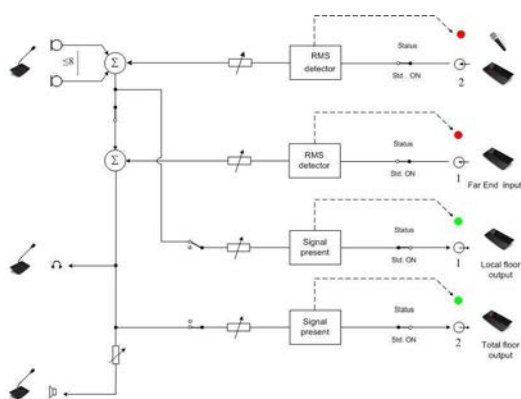 ≤8
Σ
RMS
detector
Status
Std . ON
2
Σ
RMS
detector
Status
Std. ON
1
Far End input
Signal
present
Status
Std. ON
1
Local floor
output
Signal
present
Status
Std. ON
2
Total floor
output